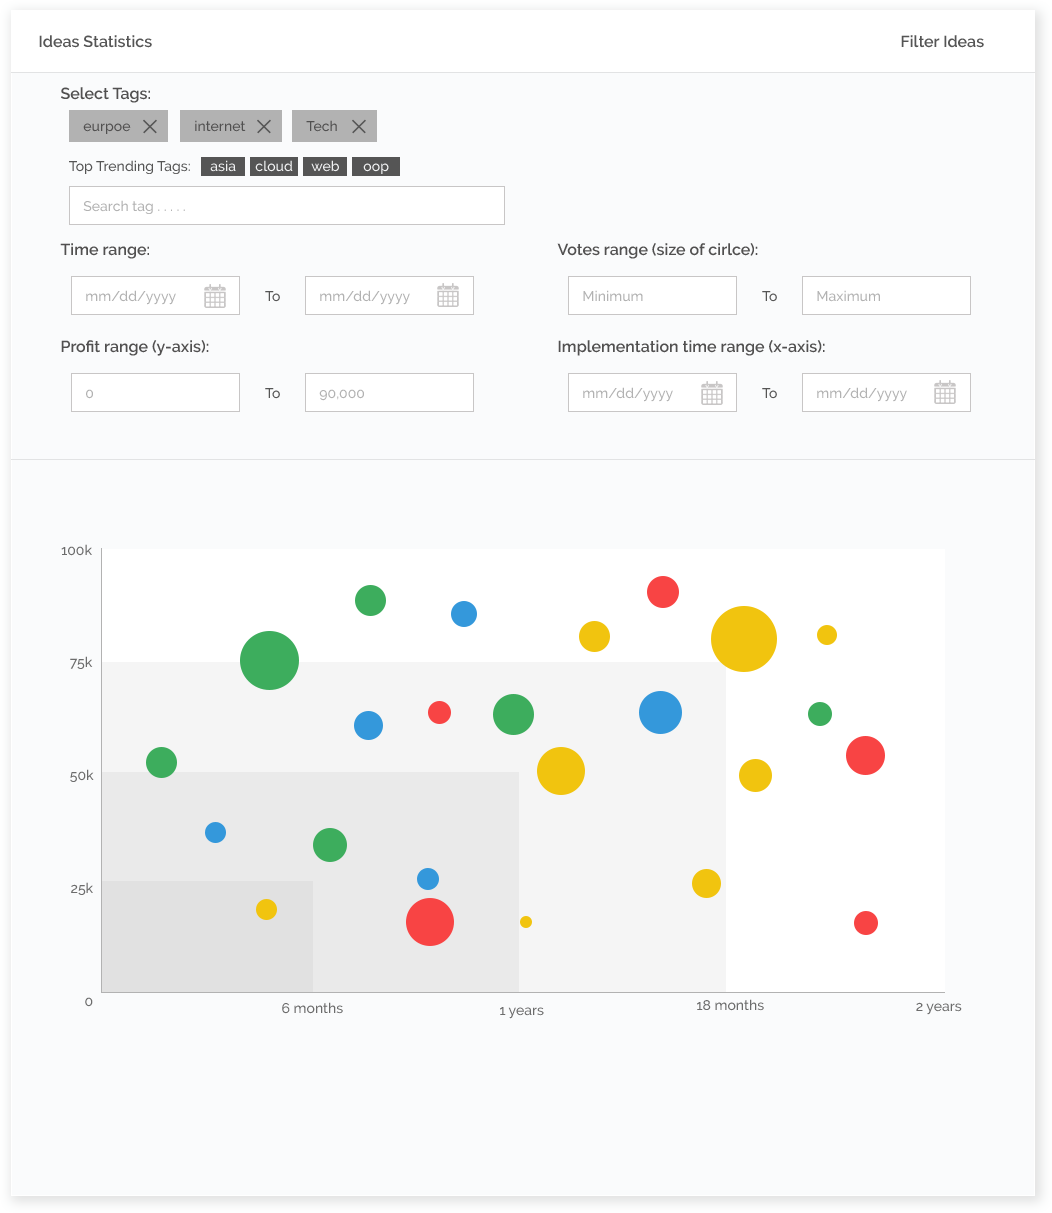 Ideas Statistics
Filter Ideas
Select Tags:
eurpoe
internet
Tech
Top Trending Tags: asia cloud web oop
Search tag . . . . .
Time range:
mm/dd/yyyy To mm/dd/yyyy
Votes range (size of cirlce):
Minimum To Maximum
Profit range (y-axis):
0 To 90,000
Implementation time range (x-axis):
mm/dd/yyyy To mm/dd/yyyy
100k
75k
50k
25k
0
6 months
1 years
18 months
2 years